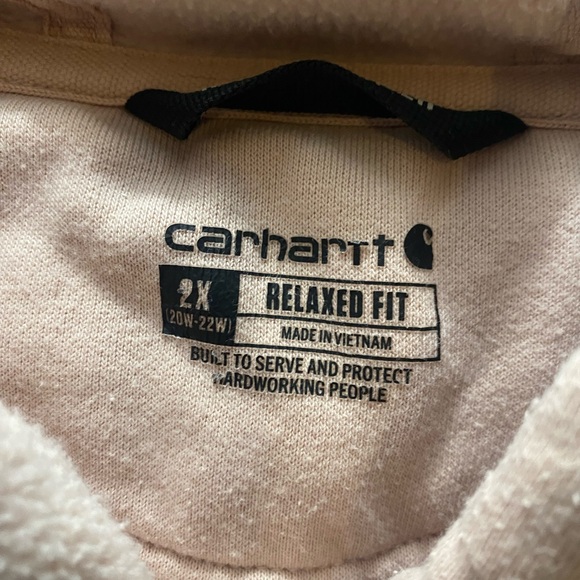 carhartt
2X
(20W-22W)
RELAXED FIT
MADE IN VIETNAM
BUILT TO SERVE AND PROTECT
HARDWORKING PEOPLE